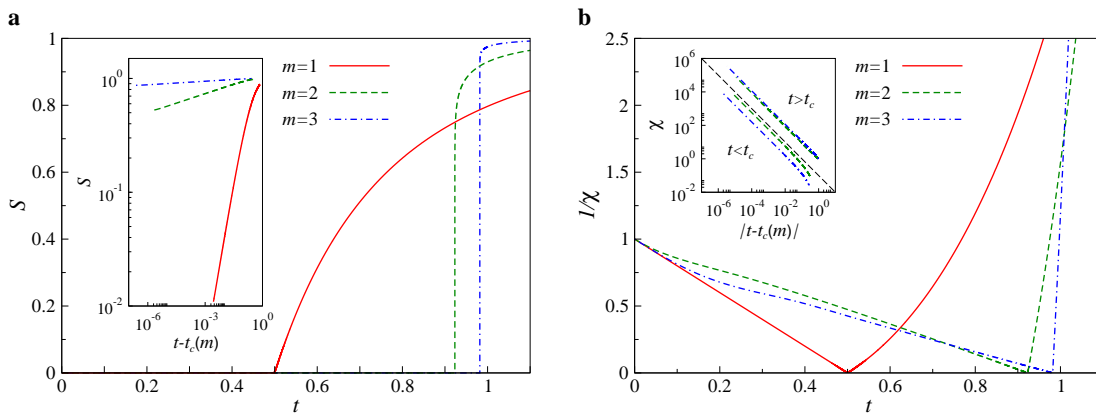 a
S
1
0.8
0.6
0.4
0.2
0
0 0.2 0.4 0.6 0.8 1
t
m=1
m=2
m=3
S
10^0
10^-1
10^-2
10^-6 10^-3 10^0
t-t_c(m)
b
1/χ
2.5
2
1.5
1
0.5
0
0 0.2 0.4 0.6 0.8 1
t
m=1
m=2
m=3
χ
10^6
10^4
10^2
10^0
10^-2
10^-6 10^-4 10^-2 10^0
|t-t_c(m)|
t>t_c
t<t_c